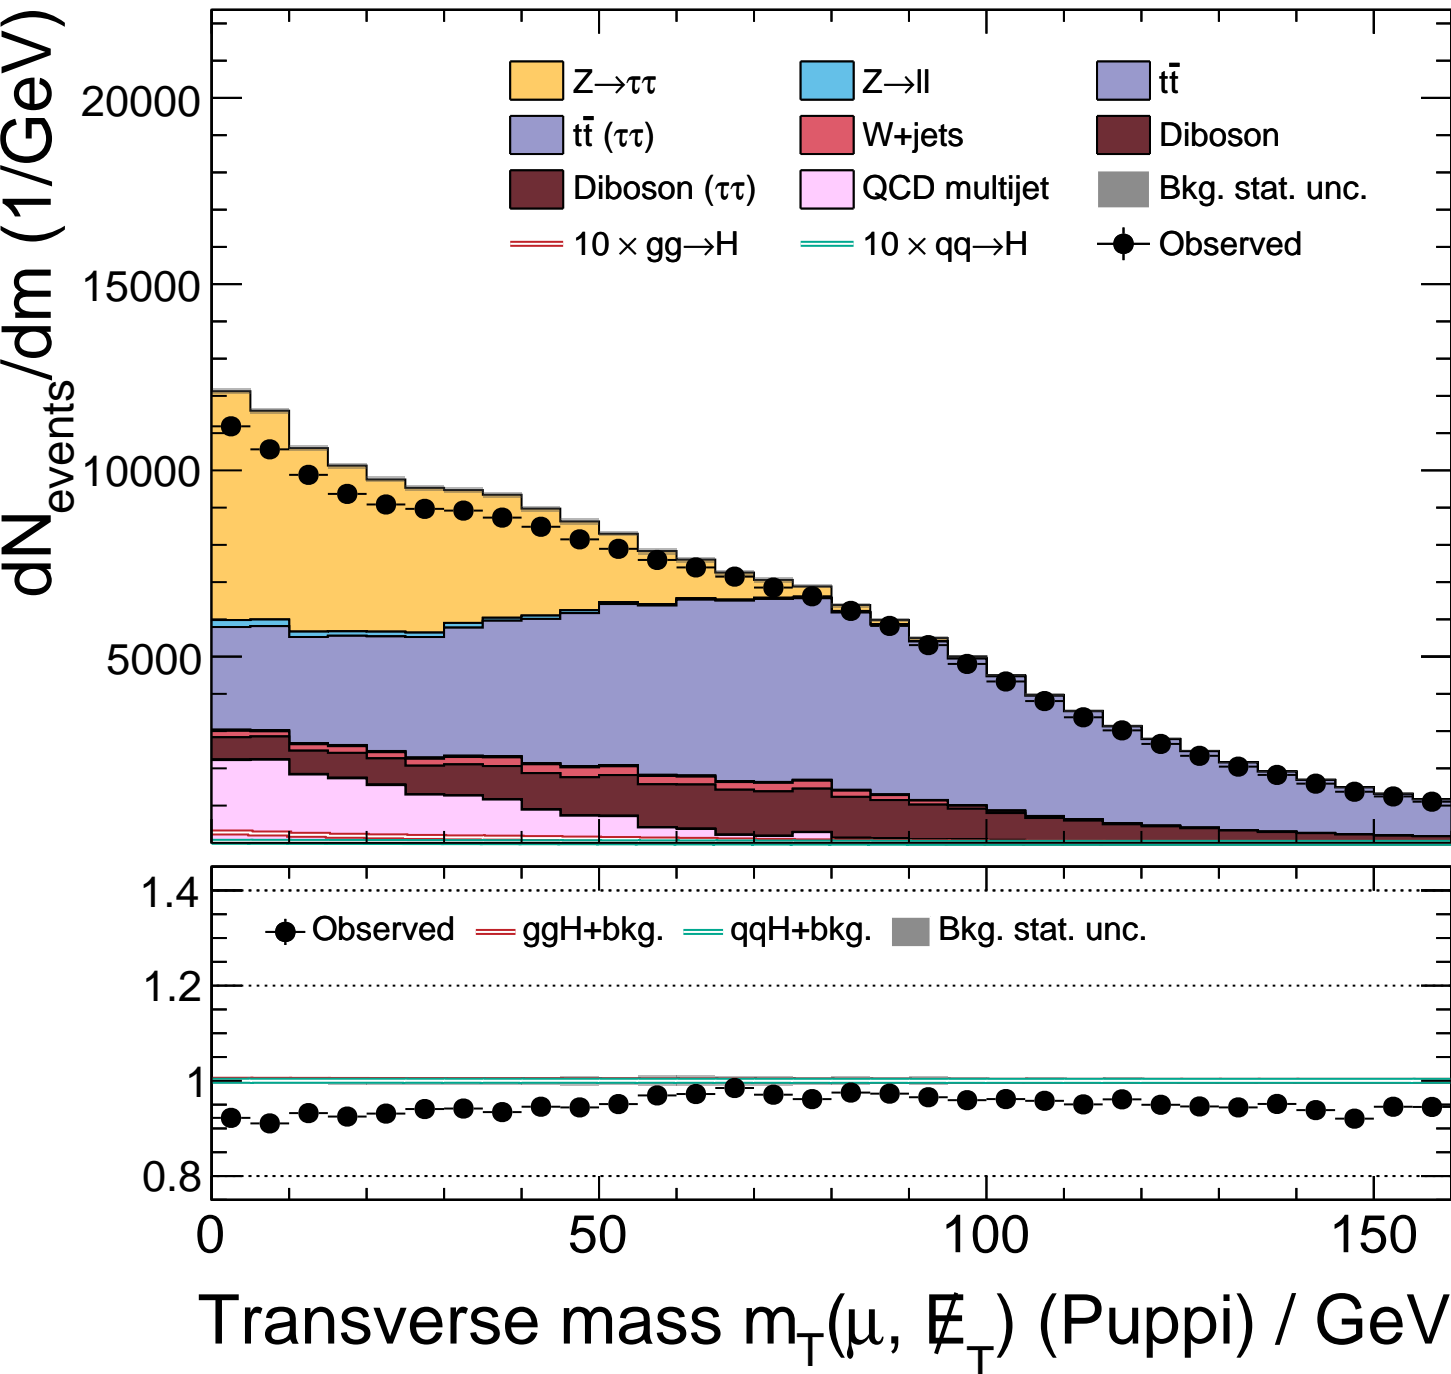 dN_events/dm (1/GeV)
20000
15000
10000
5000
Z→ττ Z→ll tt̄
tt̄ (ττ) W+jets Diboson
Diboson (ττ) QCD multijet Bkg. stat. unc.
10 × gg→H 10 × qq→H Observed
1.4
1.2
1
0.8
Observed ggH+bkg. qqH+bkg. Bkg. stat. unc.
0 50 100 150
Transverse mass m_T(μ, E̸_T) (Puppi) / GeV